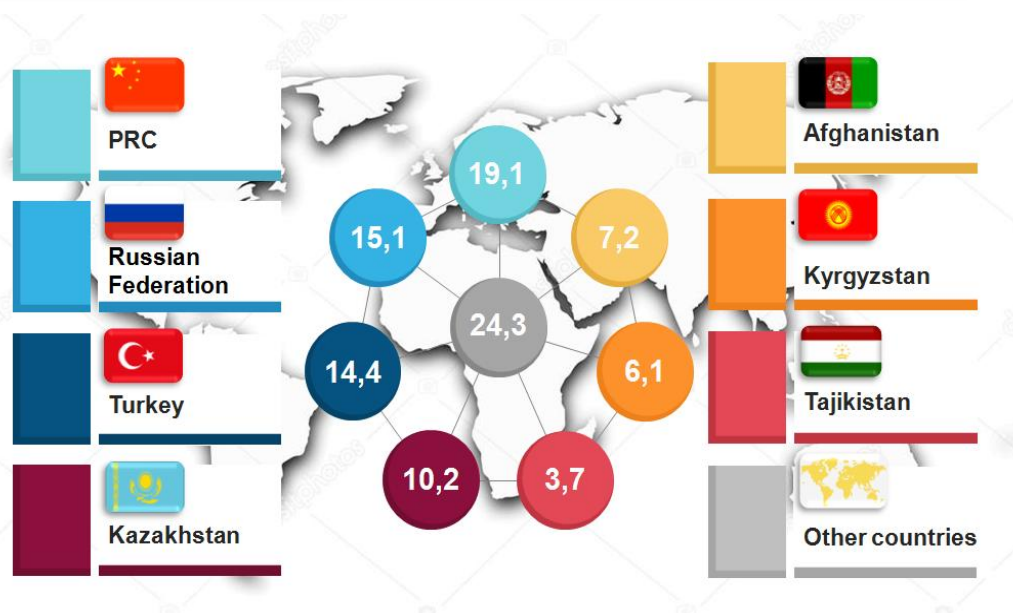 PRC
Russian
Federation
Turkey
Kazakhstan
19,1
15,1
7,2
24,3
14,4
6,1
10,2
3,7
Afghanistan
Kyrgyzstan
Tajikistan
Other countries